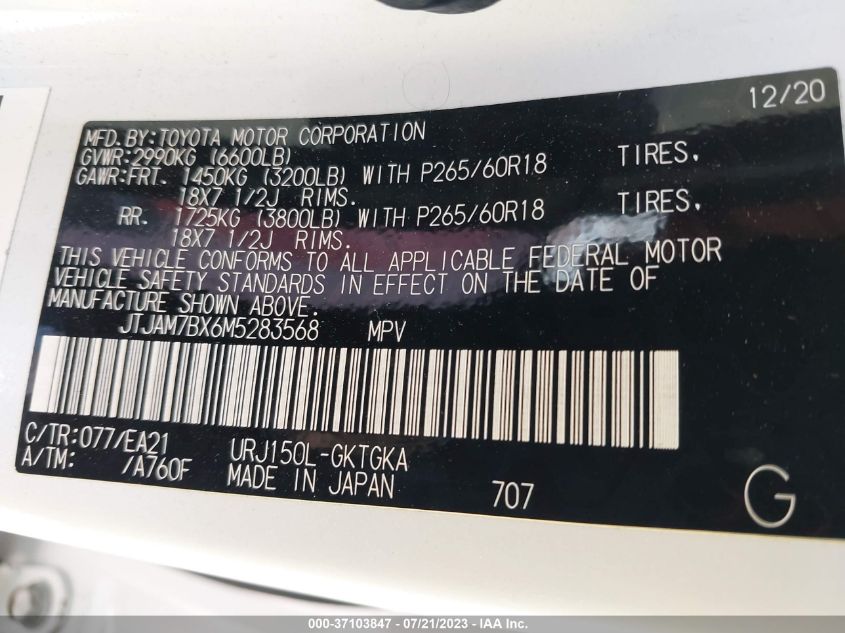 12/20
MFD.BY:TOYOTA MOTOR CORPORATION
GVWR:2990KG (6600LB)
GAWR:FRT. 1450KG (3200LB) WITH P265/60R18 TIRES.
18X7 1/2J RIMS.
RR. 1725KG (3800LB) WITH P265/60R18 TIRES.
18X7 1/2J RIMS.
THIS VEHICLE CONFORMS TO ALL APPLICABLE FEDERAL MOTOR
VEHICLE SAFETY STANDARDS IN EFFECT ON THE DATE OF
MANUFACTURE SHOWN ABOVE.
JTJAM7BX6M5283568 MPV
C/TR:077/EA21 URJ150L-GKTGKA
A/TM: /A760F MADE IN JAPAN 707 G
000-37103847 / 07/21/2023 - IAA Inc.